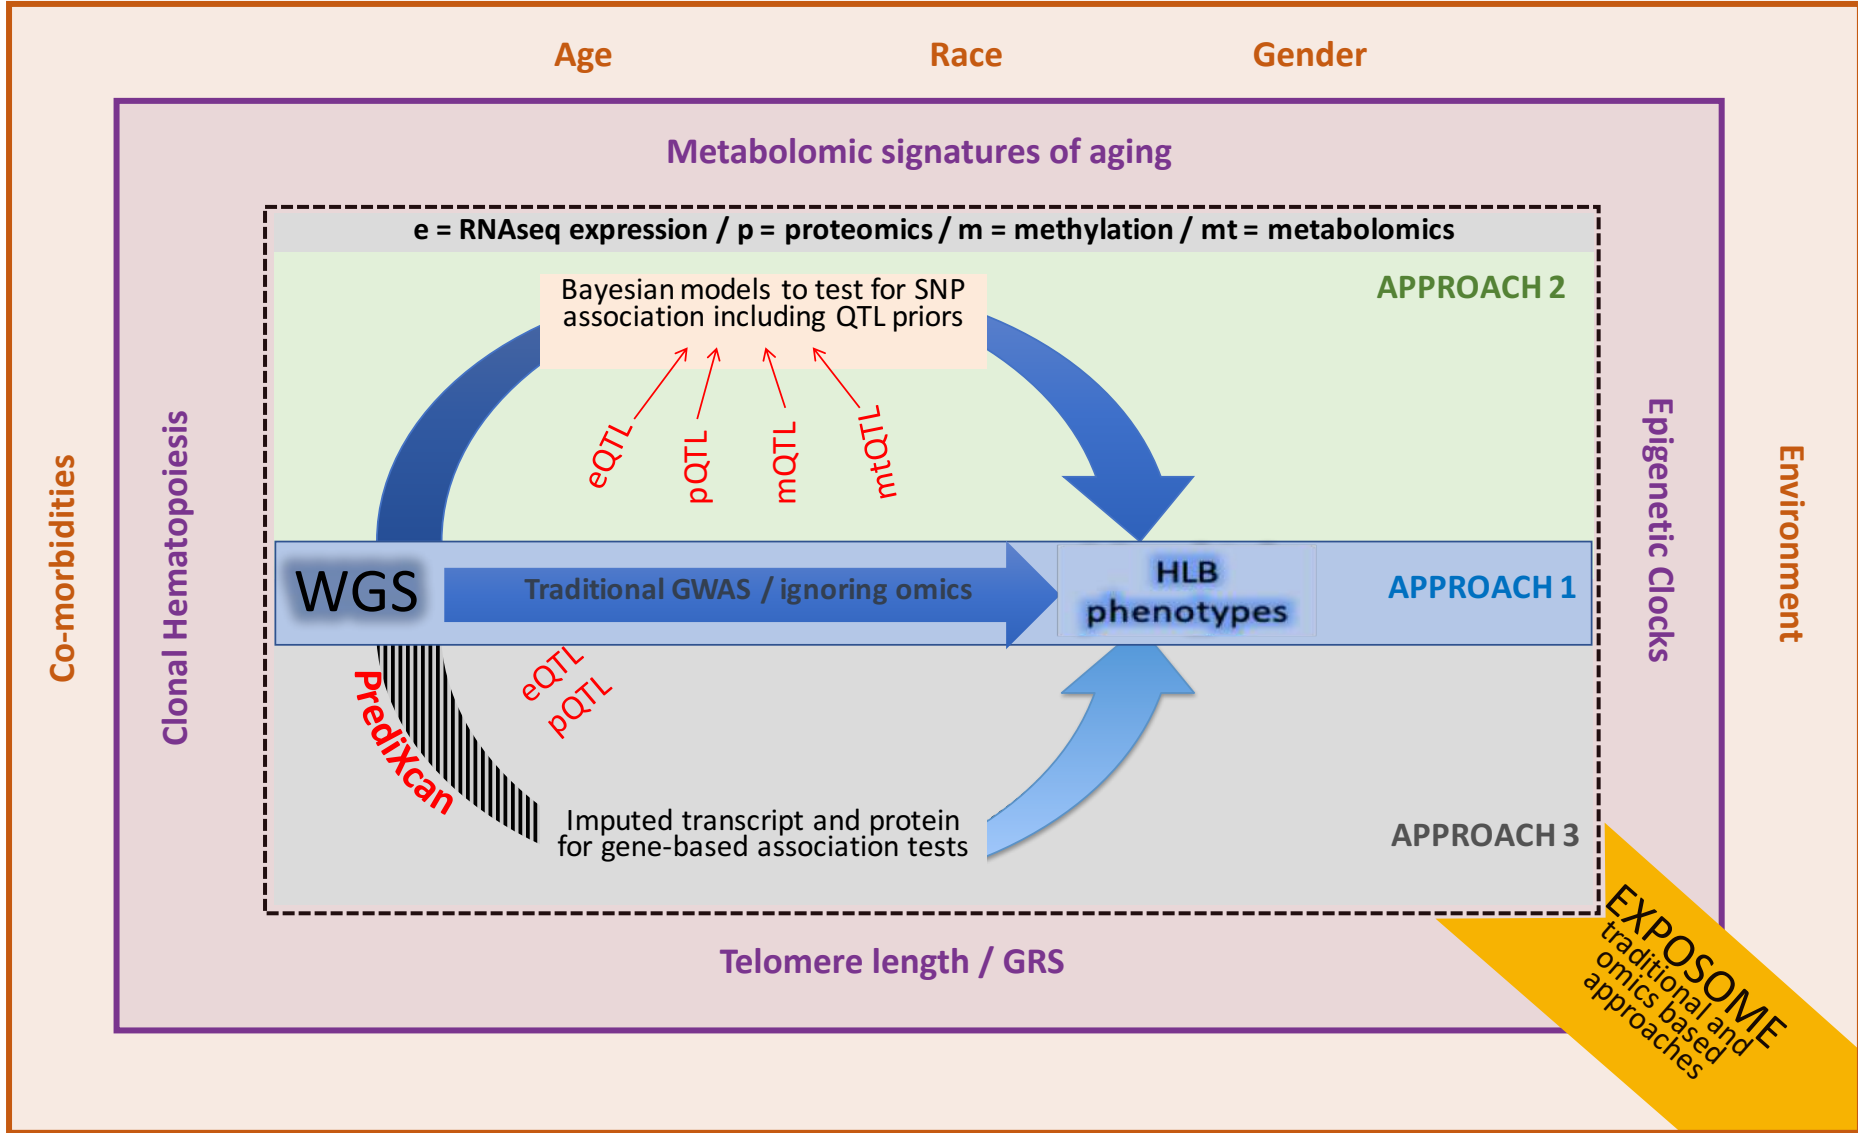 Age Race Gender
Metabolomic signatures of aging
e = RNAseq expression / p = proteomics / m = methylation / mt = metabolomics
Bayesian models to test for SNP
association including QTL priors
APPROACH 2
eQTL
pQTL
mQTL
mtQTL
Co-morbidities
Clonal Hematopoiesis
Epigenetic Clocks
Environment
WGS
Traditional GWAS / ignoring omics
HLB
phenotypes
APPROACH 1
PrediXcan
eQTL
pQTL
Imputed transcript and protein
for gene-based association tests
APPROACH 3
Telomere length / GRS
EXPOSOME
traditional and
omics based
approaches